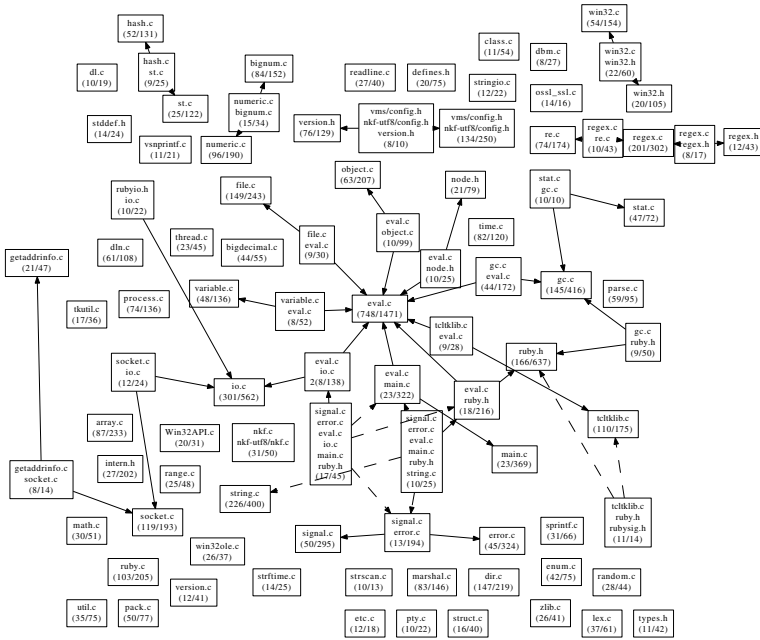 hash.c
(52/131)
hash.c
st.c
(9/25)
st.c
(25/122)
dl.c
(10/19)
stddef.h
(14/24)
vsnprintf.c
(11/21)
bignum.c
(84/152)
numeric.c
bignum.c
(15/34)
numeric.c
(96/190)
readline.c
(27/40)
defines.h
(20/75)
class.c
(11/54)
stringio.c
(12/22)
dbm.c
(8/27)
ossl_ssl.c
(14/16)
win32.c
(54/154)
win32.c
win32.h
(22/60)
win32.h
(20/105)
version.h
(76/129)
vms/config.h
nkf-utf8/config.h
version.h
(8/10)
vms/config.h
nkf-utf8/config.h
(134/250)
re.c
(74/174)
regex.c
re.c
(10/43)
regex.c
(201/302)
regex.c
regex.h
(8/17)
regex.h
(12/43)
rubyio.h
io.c
(10/22)
file.c
(149/243)
object.c
(63/207)
node.h
(21/79)
stat.c
gc.c
(10/10)
stat.c
(47/72)
getaddrinfo.c
(21/47)
dln.c
(61/108)
thread.c
(23/45)
bigdecimal.c
(44/55)
file.c
eval.c
(9/30)
eval.c
object.c
(10/99)
time.c
(82/120)
eval.c
node.h
(10/25)
gc.c
eval.c
(44/172)
gc.c
(145/416)
parse.c
(59/95)
tkutil.c
(17/36)
process.c
(74/136)
variable.c
(48/136)
variable.c
eval.c
(8/52)
eval.c
(748/1471)
tcltklib.c
eval.c
(9/28)
ruby.h
(166/637)
gc.c
ruby.h
(9/50)
socket.c
io.c
(12/24)
io.c
(301/562)
eval.c
io.c
2(8/138)
eval.c
main.c
(23/322)
eval.c
ruby.h
(18/216)
tcltklib.c
(110/175)
array.c
(87/233)
Win32API.c
(20/31)
nkf.c
nkf-utf8/nkf.c
(31/50)
signal.c
error.c
eval.c
io.c
main.c
ruby.h
(17/45)
signal.c
error.c
eval.c
main.c
ruby.h
string.c
(10/25)
main.c
(23/369)
getaddrinfo.c
socket.c
(8/14)
intern.h
(27/202)
range.c
(25/48)
string.c
(226/400)
math.c
(30/51)
socket.c
(119/193)
signal.c
(50/295)
signal.c
error.c
(13/194)
error.c
(45/324)
sprintf.c
(31/66)
tcltklib.c
ruby.h
rubysig.h
(11/14)
ruby.c
(103/205)
win32ole.c
(26/37)
version.c
(12/41)
strftime.c
(14/25)
strscan.c
(10/13)
marshal.c
(83/146)
dir.c
(147/219)
enum.c
(42/75)
random.c
(28/44)
util.c
(35/75)
pack.c
(50/77)
etc.c
(12/18)
pty.c
(10/22)
struct.c
(16/40)
zlib.c
(26/41)
lex.c
(37/61)
types.h
(11/42)